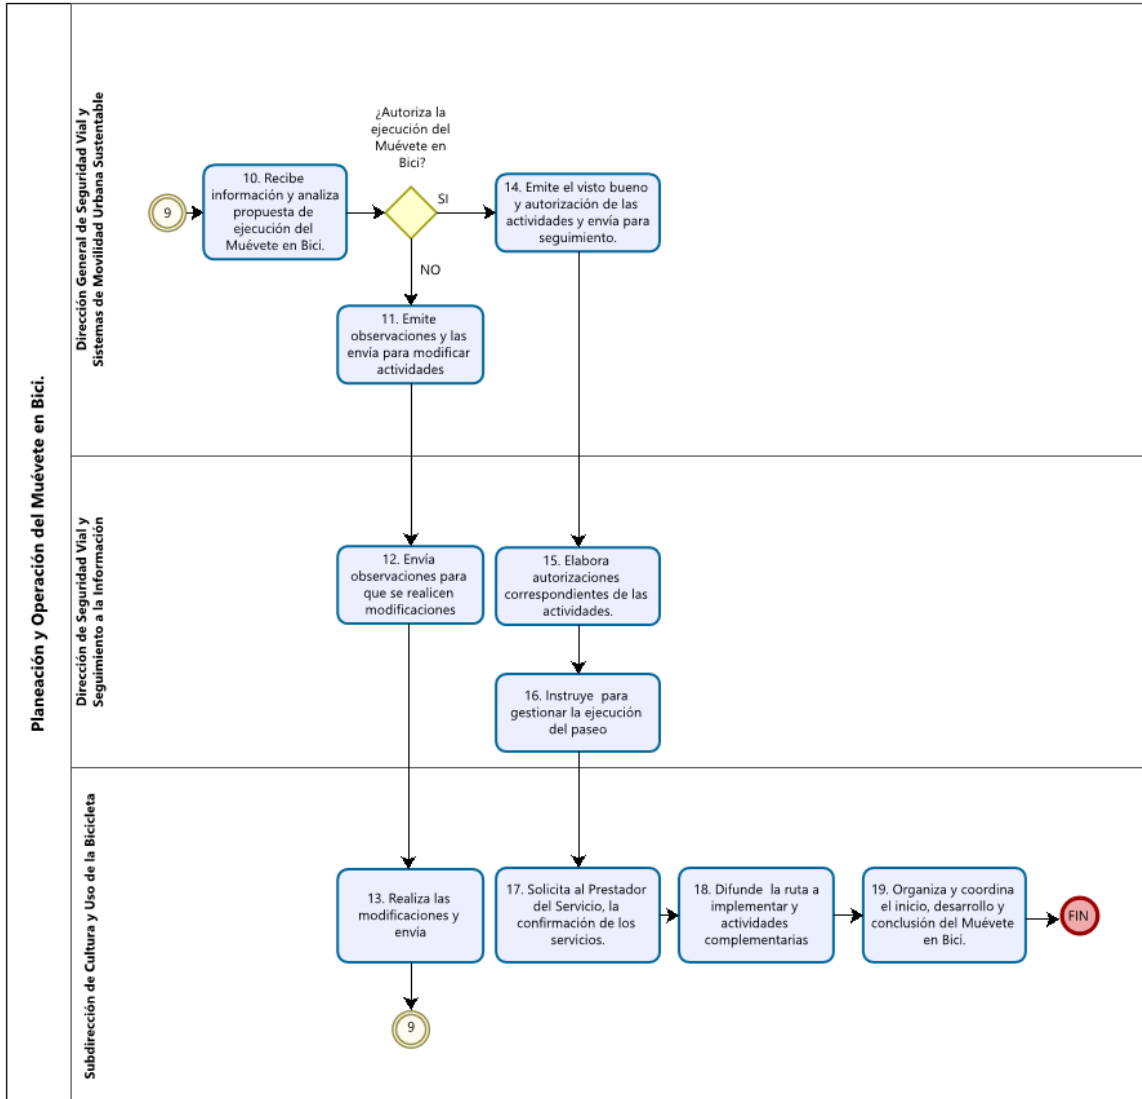 Planeación y Operación del Muévete en Bici.
Dirección General de Seguridad Vial y
Sistemas de Movilidad Urbana Sustentable
¿Autoriza la
ejecución del
Muévete en
Bici?
9
10. Recibe
información y analiza
propuesta de
ejecución del
Muévete en Bici.
SI
14. Emite el visto bueno
y autorización de las
actividades y envía para
seguimiento.
NO
11. Emite
observaciones y las
envía para modificar
actividades
Dirección de Seguridad Vial y
Seguimiento a la Información
12. Envía
observaciones para
que se realicen
modificaciones
15. Elabora
autorizaciones
correspondientes de las
actividades.
16. Instruye  para
gestionar la ejecución
del paseo
Subdirección de Cultura y Uso de la Bicicleta
13. Realiza las
modificaciones y
envía
17. Solicita al Prestador
del Servicio, la
confirmación de los
servicios.
18. Difunde  la ruta a
implementar y
actividades
complementarias
19. Organiza y coordina
el inicio, desarrollo y
conclusión del Muévete
en Bici.
FIN
9